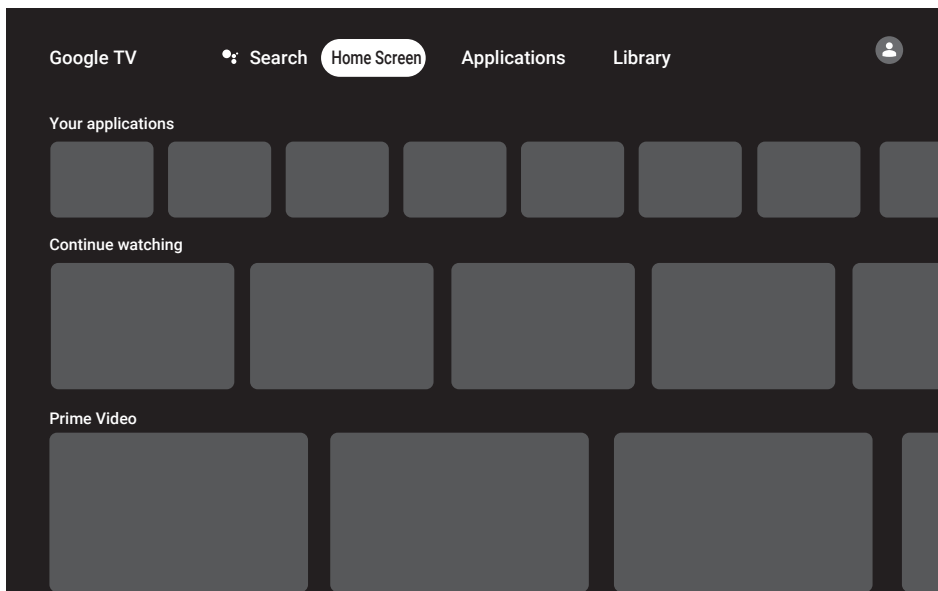 Google TV Search Home Screen Applications Library
Your applications
Continue watching
Prime Video